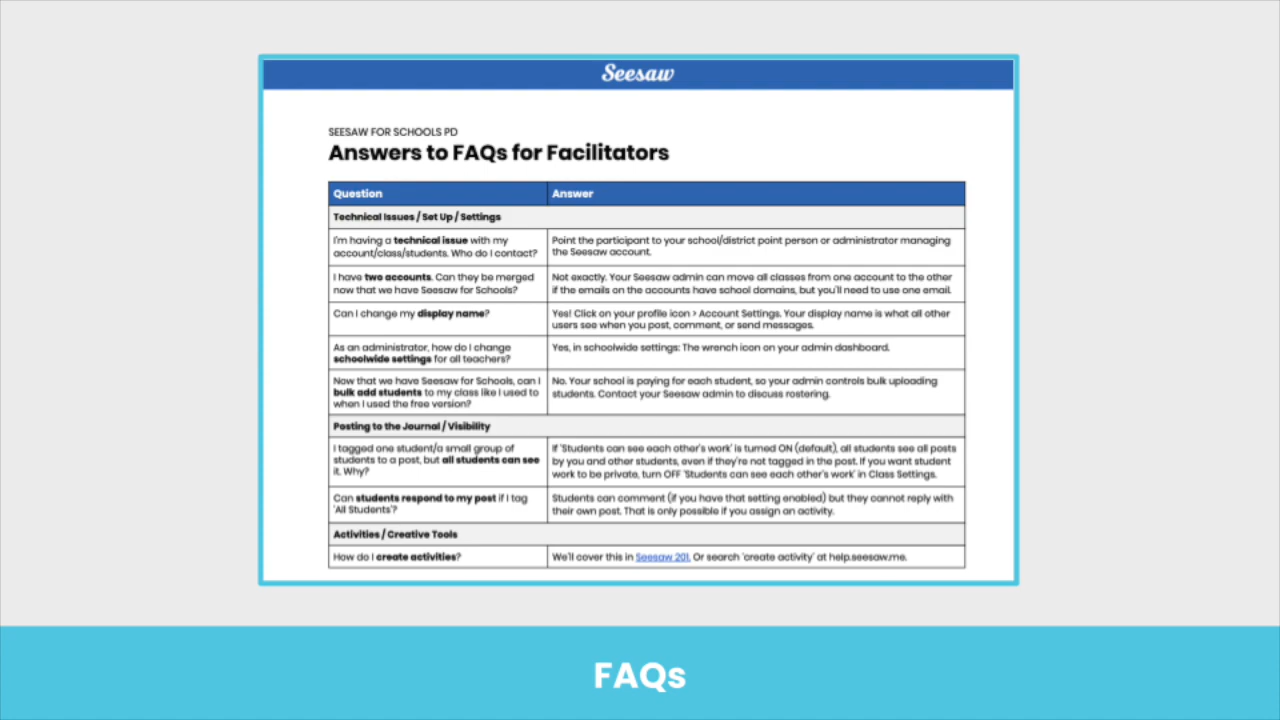 Seesaw
SEESAW FOR SCHOOLS PD
Answers to FAQs for Facilitators
Question
Answer
Technical Issues / Set Up / Settings
I'm having a technical issue with my
account/class/students. Who do I contact?
Point the participant to your school/district point person or administrator managing
the Seesaw account.
I have two accounts. Can they be merged
now that we have Seesaw for Schools?
Not exactly. Your Seesaw admin can move all classes from one account to the other
if the emails on the accounts have school domains, but you'll need to use one email.
Can I change my display name?
Yes! Click on your profile icon > Account Settings. Your display name is what all other
users see when you post, comment, or send messages.
As an administrator, how do I change
schoolwide settings for all teachers?
Yes, in schoolwide settings: The wrench icon on your admin dashboard.
Now that we have Seesaw for Schools, can I
bulk add students to my class like I used to
when I used the free version?
No. Your school is paying for each student, so your admin controls bulk uploading
students. Contact your Seesaw admin to discuss rostering.
Posting to the Journal / Visibility
I tagged one student/a small group of
students to a post, but all students can see
it. Why?
If 'Students can see each other's work' is turned ON (default), all students see all posts
by you and other students, even if they're not tagged in the post. If you want student
work to be private, turn OFF 'Students can see each other's work' in Class Settings.
Can students respond to my post if I tag
'All Students'?
Students can comment (if you have that setting enabled) but they cannot reply with
their own post. That is only possible if you assign an activity.
Activities / Creative Tools
How do I create activities?
We'll cover this in Seesaw 201. Or search 'create activity' at help.seesaw.me.
FAQs